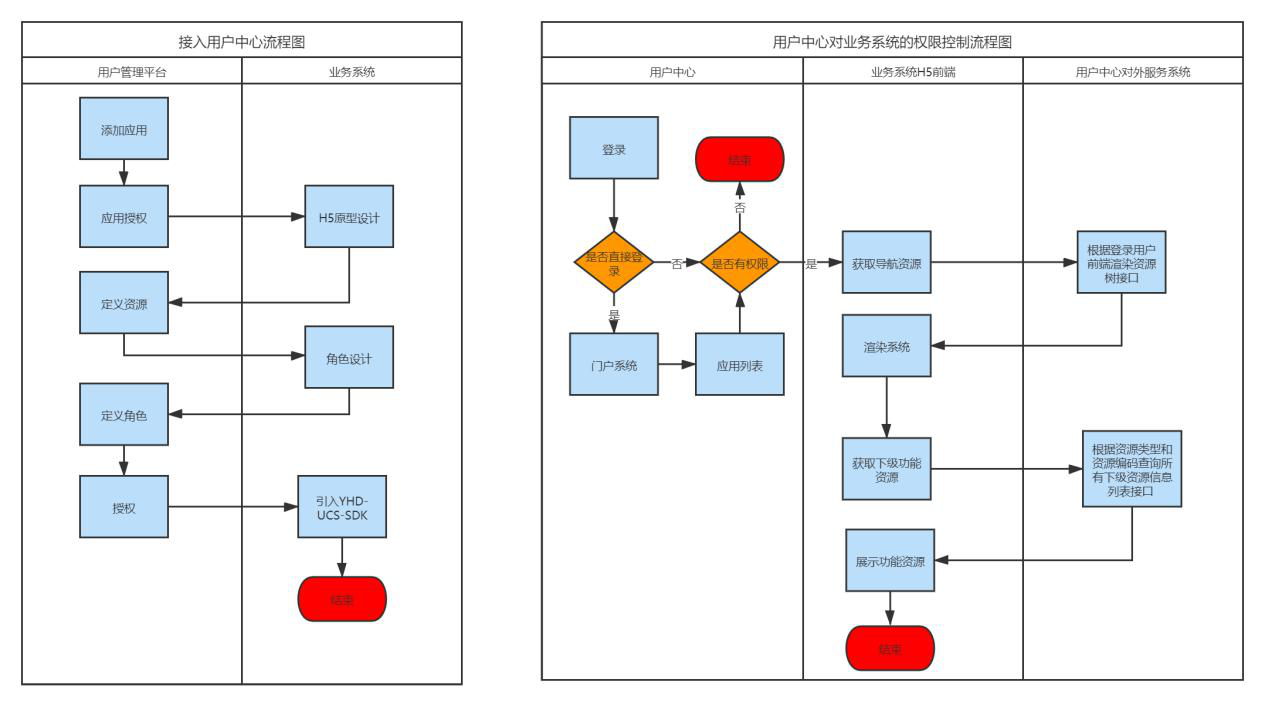 接入用户中心流程图
用户管理平台
业务系统
添加应用
应用授权
H5原型设计
定义资源
角色设计
定义角色
授权
引入YHD-
UCS-SDK
结束
用户中心对业务系统的权限控制流程图
用户中心
业务系统H5前端
用户中心对外服务系统
登录
结束
否
是否直接登
录
否
是否有权限
是
获取导航资源
根据登录用户
前端渲染资源
树接口
是
门户系统
应用列表
渲染系统
获取下级功能
资源
根据资源类型和
资源编码查询所
有下级资源信息
列表接口
展示功能资源
结束